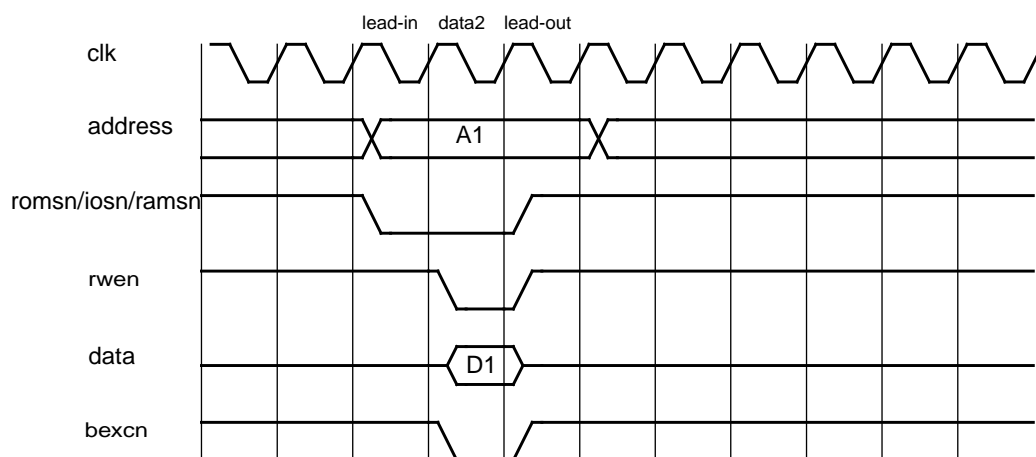 lead-in data2 lead-out
clk
address A1
romsn/iosn/ramsn
rwen
data D1
bexcn